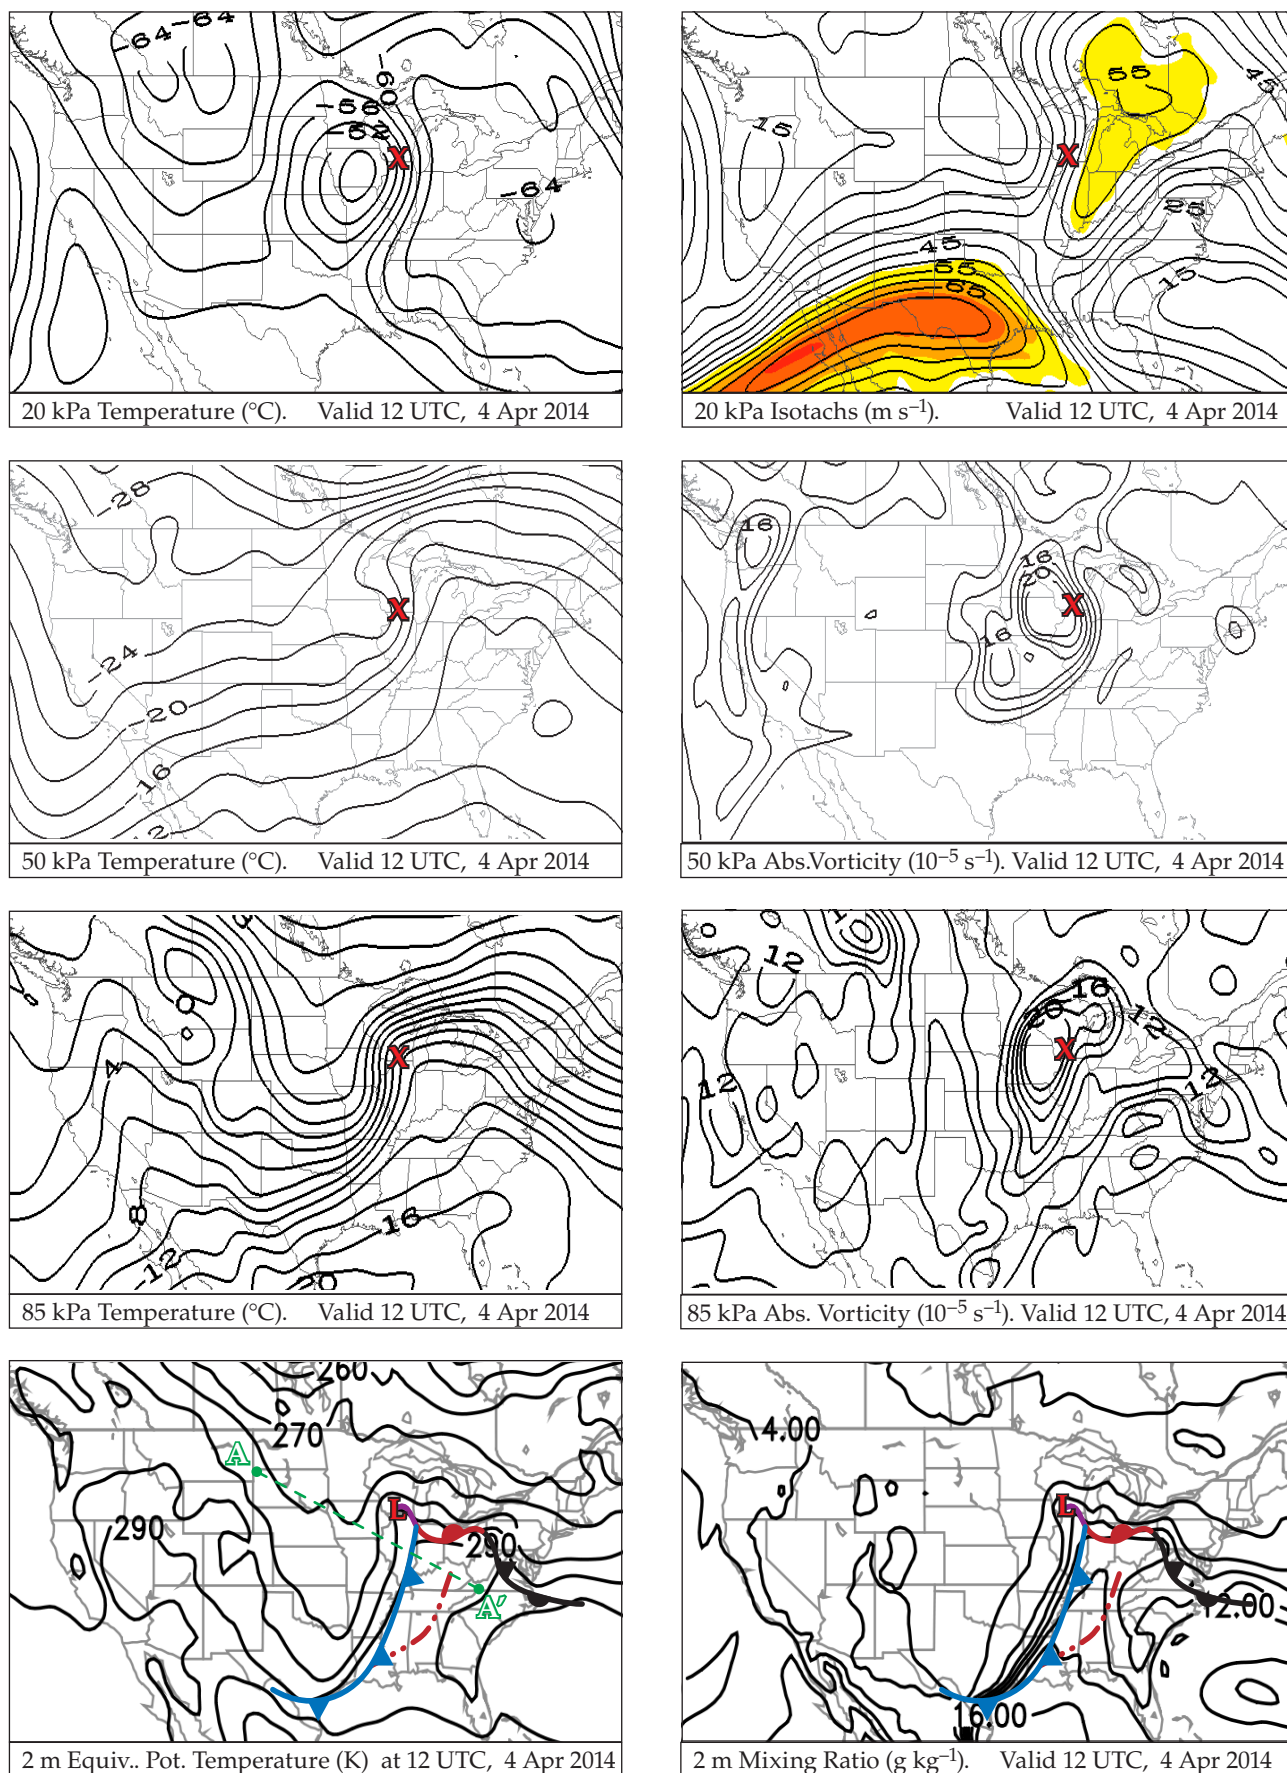 -64 -64
-60
-56
-52
X
-64
20 kPa Temperature (°C). Valid 12 UTC, 4 Apr 2014
55
45
15
X
25
45
55
65
15
20 kPa Isotachs (m s⁻¹). Valid 12 UTC, 4 Apr 2014
-28
X
-24
-20
-16
50 kPa Temperature (°C). Valid 12 UTC, 4 Apr 2014
16
16
20
X
16
50 kPa Abs.Vorticity (10⁻⁵ s⁻¹). Valid 12 UTC, 4 Apr 2014
0
X
4
8
16
12
20
85 kPa Temperature (°C). Valid 12 UTC, 4 Apr 2014
12
20
16
12
X
12
12
85 kPa Abs. Vorticity (10⁻⁵ s⁻¹). Valid 12 UTC, 4 Apr 2014
260
270
A
L
290
290
A'
2 m Equiv.. Pot. Temperature (K) at 12 UTC, 4 Apr 2014
4.00
L
12.00
16.00
2 m Mixing Ratio (g kg⁻¹). Valid 12 UTC, 4 Apr 2014